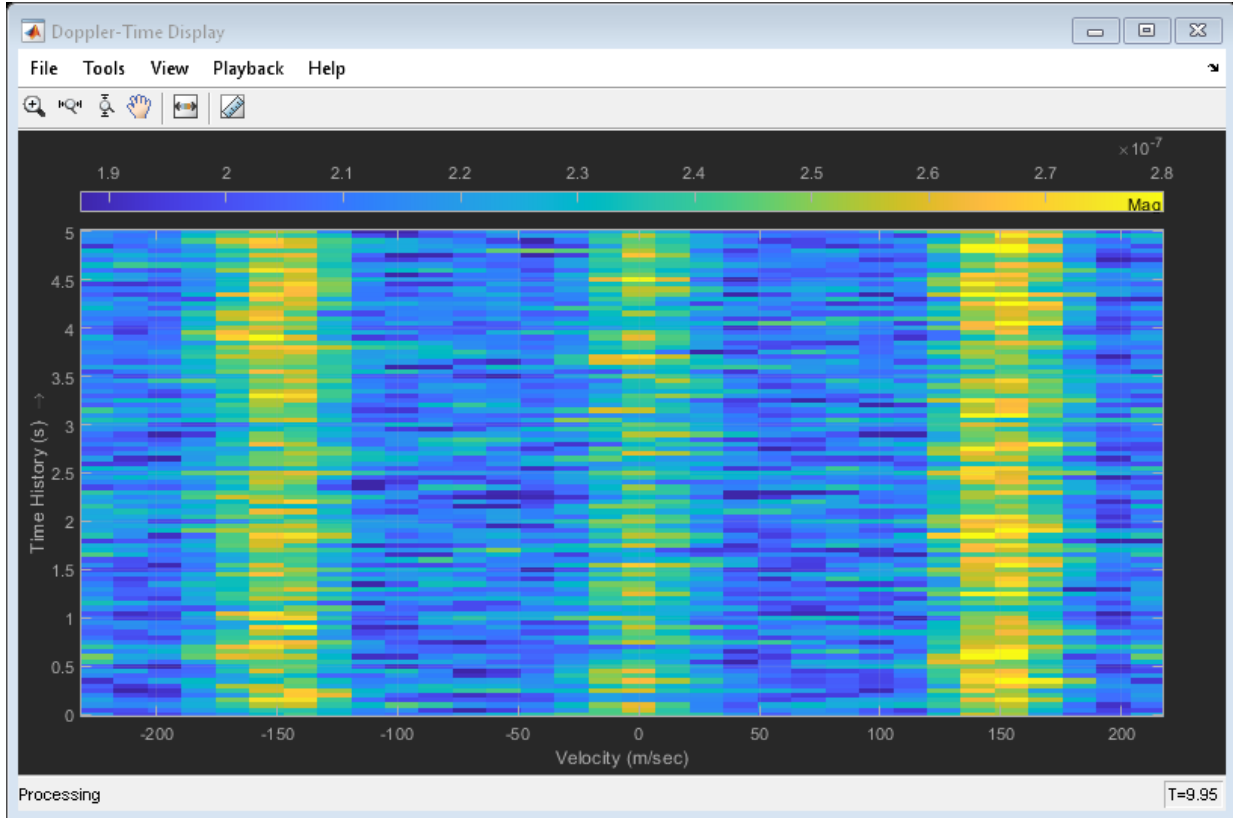 Doppler-Time Display
File Tools View Playback Help
×10⁻⁷
1.9 2 2.1 2.2 2.3 2.4 2.5 2.6 2.7 2.8
Mag
5
4.5
4
3.5
3
2.5
2
1.5
1
0.5
0
Time History (s) →
-200 -150 -100 -50 0 50 100 150 200
Velocity (m/sec)
Processing T=9.95